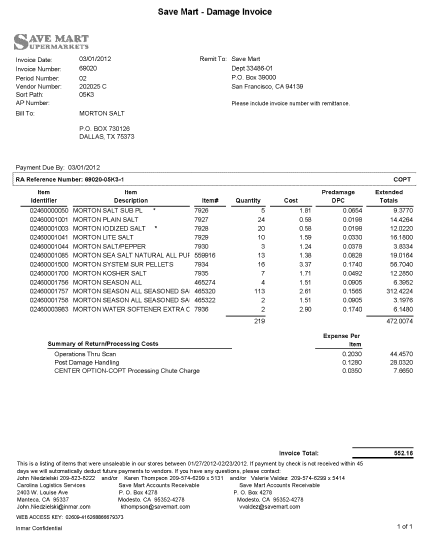 Save Mart - Damage Invoice
SAVE MART
SUPERMARKETS
Invoice Date: 03/01/2012 Remit To: Save Mart
Invoice Number: 69020 Dept 33486-01
Period Number: 02 P.O. Box 39000
Vendor Number: 202025 C San Francisco, CA 94139
Sort Path: 05K3
AP Number: Please include invoice number with remittance.
Bill To: MORTON SALT
P.O. BOX 730126
DALLAS, TX 75373
Payment Due By: 03/01/2012
RA Reference Number: 69020-05K3-1 COPT
Item Item Predamage Extended
Identifier Description Item# Quantity Cost DPC Totals
02460000050 MORTON SALT SUB PL * 7926 5 1.81 0.0654 9.3770
02460001001 MORTON PLAIN SALT 7927 24 0.58 0.0198 14.4264
02460001003 MORTON IODIZED SALT * 7928 20 0.58 0.0198 12.0220
02460001041 MORTON LITE SALT 7929 10 1.59 0.0330 16.1800
02460001044 MORTON SALT/PEPPER 7930 3 1.24 0.0378 3.8334
02460001085 MORTON SEA SALT NATURAL ALL PUR 559916 13 1.38 0.0828 19.0164
02460001500 MORTON SYSTEM SUR PELLETS 7934 16 3.37 0.1740 56.7040
02460001700 MORTON KOSHER SALT 7935 7 1.71 0.0492 12.2850
02460001756 MORTON SEASON ALL 465274 4 1.51 0.0905 6.3952
02460001757 MORTON SEASON ALL SEASONED SA 465320 113 2.61 0.1565 312.4224
02460001758 MORTON SEASON ALL SEASONED SA 465322 2 1.51 0.0905 3.1976
02460003963 MORTON WATER SOFTENER EXTRA C 7936 2 2.90 0.1740 6.1480
219 472.0074
Expense Per
Summary of Return/Processing Costs Item
Operations Thru Scan 0.2030 44.4570
Post Damage Handling 0.1280 28.0320
CENTER OPTION-COPT Processing Chute Charge 0.0350 7.6650
Invoice Total: 552.16
This is a listing of items that were unsaleable in our stores between 01/27/2012-02/23/2012. If payment by check is not received within 45
days we will automatically deduct future payments to vendors. If you have any questions, please contact:
John Niedzielski 209-823-8222 and/or Karen Thompson 209-574-6299 x 5131 and/or Valerie Valdez 209-574-6299 x 5414
Carolina Logistics Services Save Mart Accounts Receivable Save Mart Accounts Receivable
2403 W. Louise Ave P. O. Box 4278 P. O. Box 4278
Manteca, CA 95337 Modesto, CA 95352-4278 Modesto, CA 95352-4278
John.Niedzielski@inmar.com kthompson@savemart.com vvaldez@savemart.com
WEB ACCESS KEY:
Inmar Confidential 1 of 1